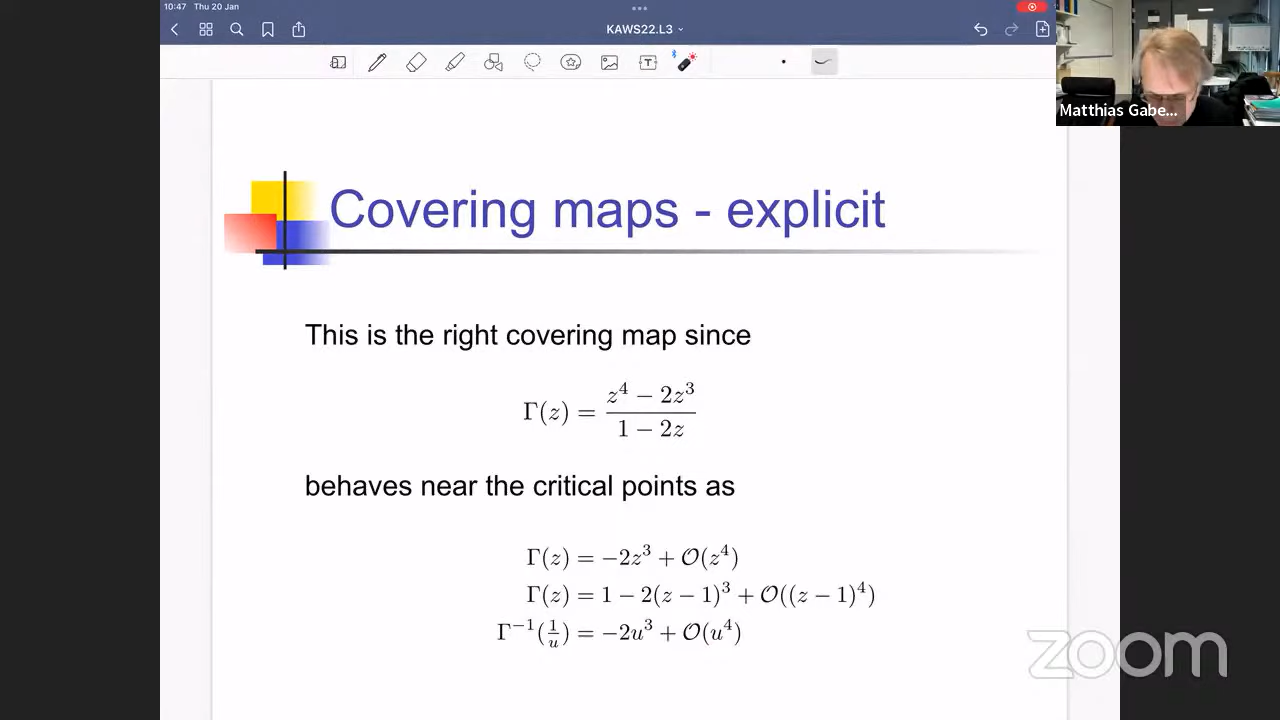 10:47 Thu 20 Jan
KAWS22.L3
Matthias Gabe...
Covering maps - explicit
This is the right covering map since
Γ(z) = (z⁴ − 2z³)/(1 − 2z)
behaves near the critical points as
Γ(z) = −2z³ + 𝒪(z⁴)
Γ(z) = 1 − 2(z − 1)³ + 𝒪((z − 1)⁴)
Γ⁻¹(1/u) = −2u³ + 𝒪(u⁴)
zoom